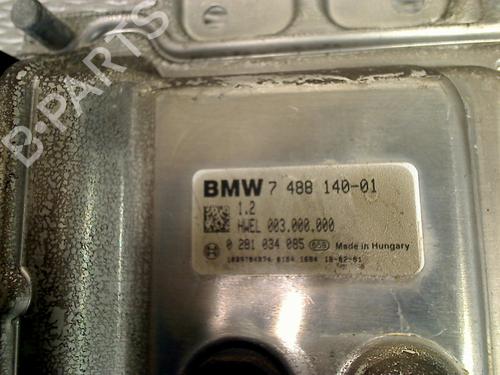 B-PARTS
BMW 7 488 140-01
1.2
HWEL 003.000.000
0 281 034 085 Made in Hungary